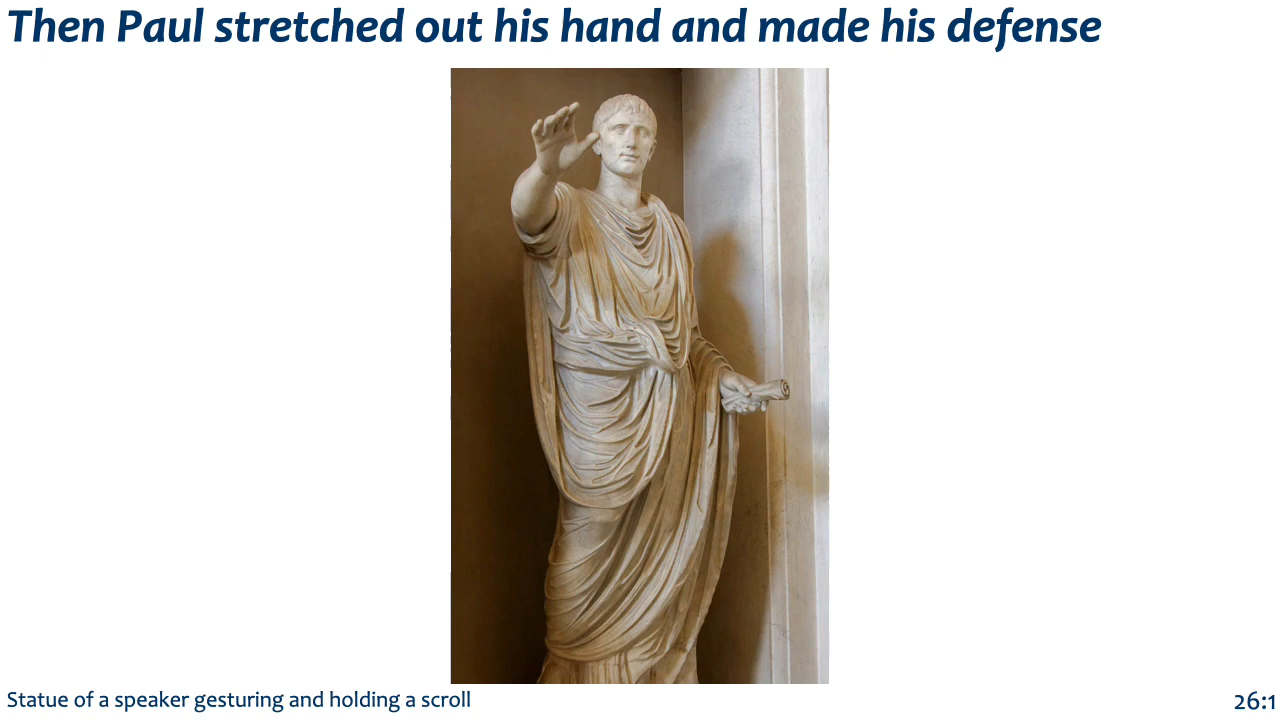 Then Paul stretched out his hand and made his defense
Statue of a speaker gesturing and holding a scroll
26:1